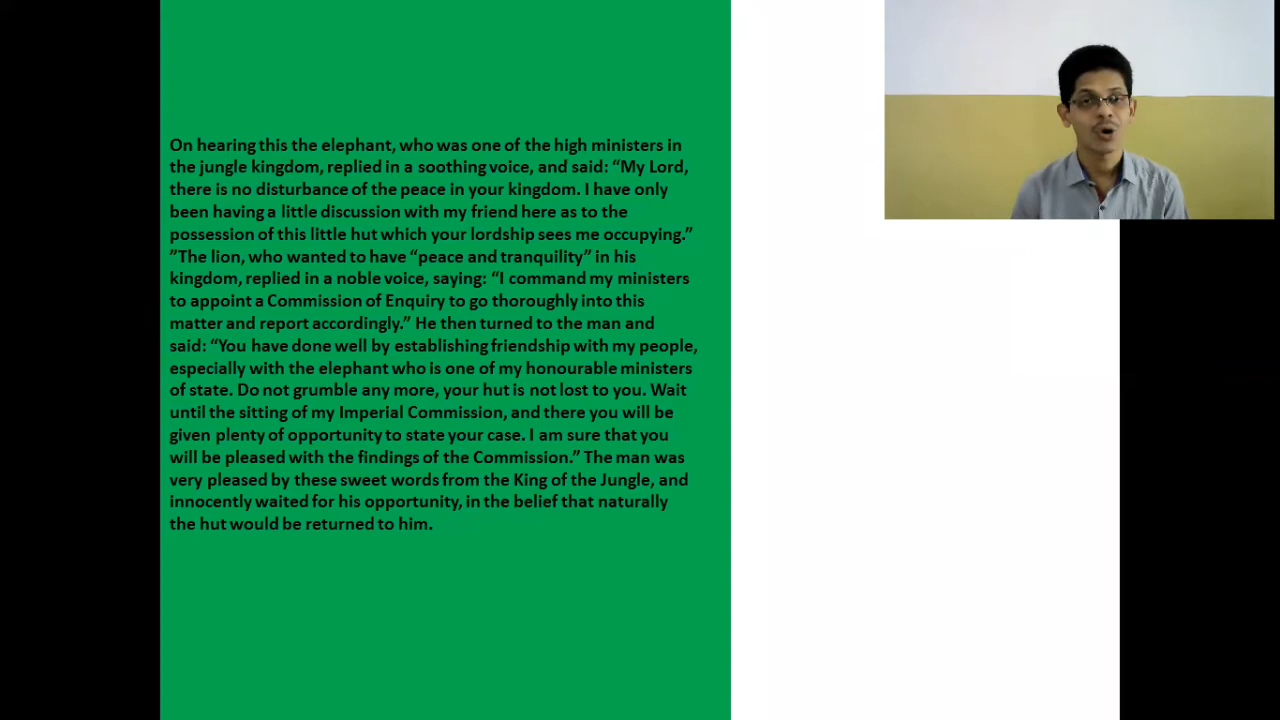 On hearing this the elephant, who was one of the high ministers in
the jungle kingdom, replied in a soothing voice, and said: “My Lord,
there is no disturbance of the peace in your kingdom. I have only
been having a little discussion with my friend here as to the
possession of this little hut which your lordship sees me occupying.”
”The lion, who wanted to have “peace and tranquility” in his
kingdom, replied in a noble voice, saying: “I command my ministers
to appoint a Commission of Enquiry to go thoroughly into this
matter and report accordingly.” He then turned to the man and
said: “You have done well by establishing friendship with my people,
especially with the elephant who is one of my honourable ministers
of state. Do not grumble any more, your hut is not lost to you. Wait
until the sitting of my Imperial Commission, and there you will be
given plenty of opportunity to state your case. I am sure that you
will be pleased with the findings of the Commission.” The man was
very pleased by these sweet words from the King of the Jungle, and
innocently waited for his opportunity, in the belief that naturally
the hut would be returned to him.